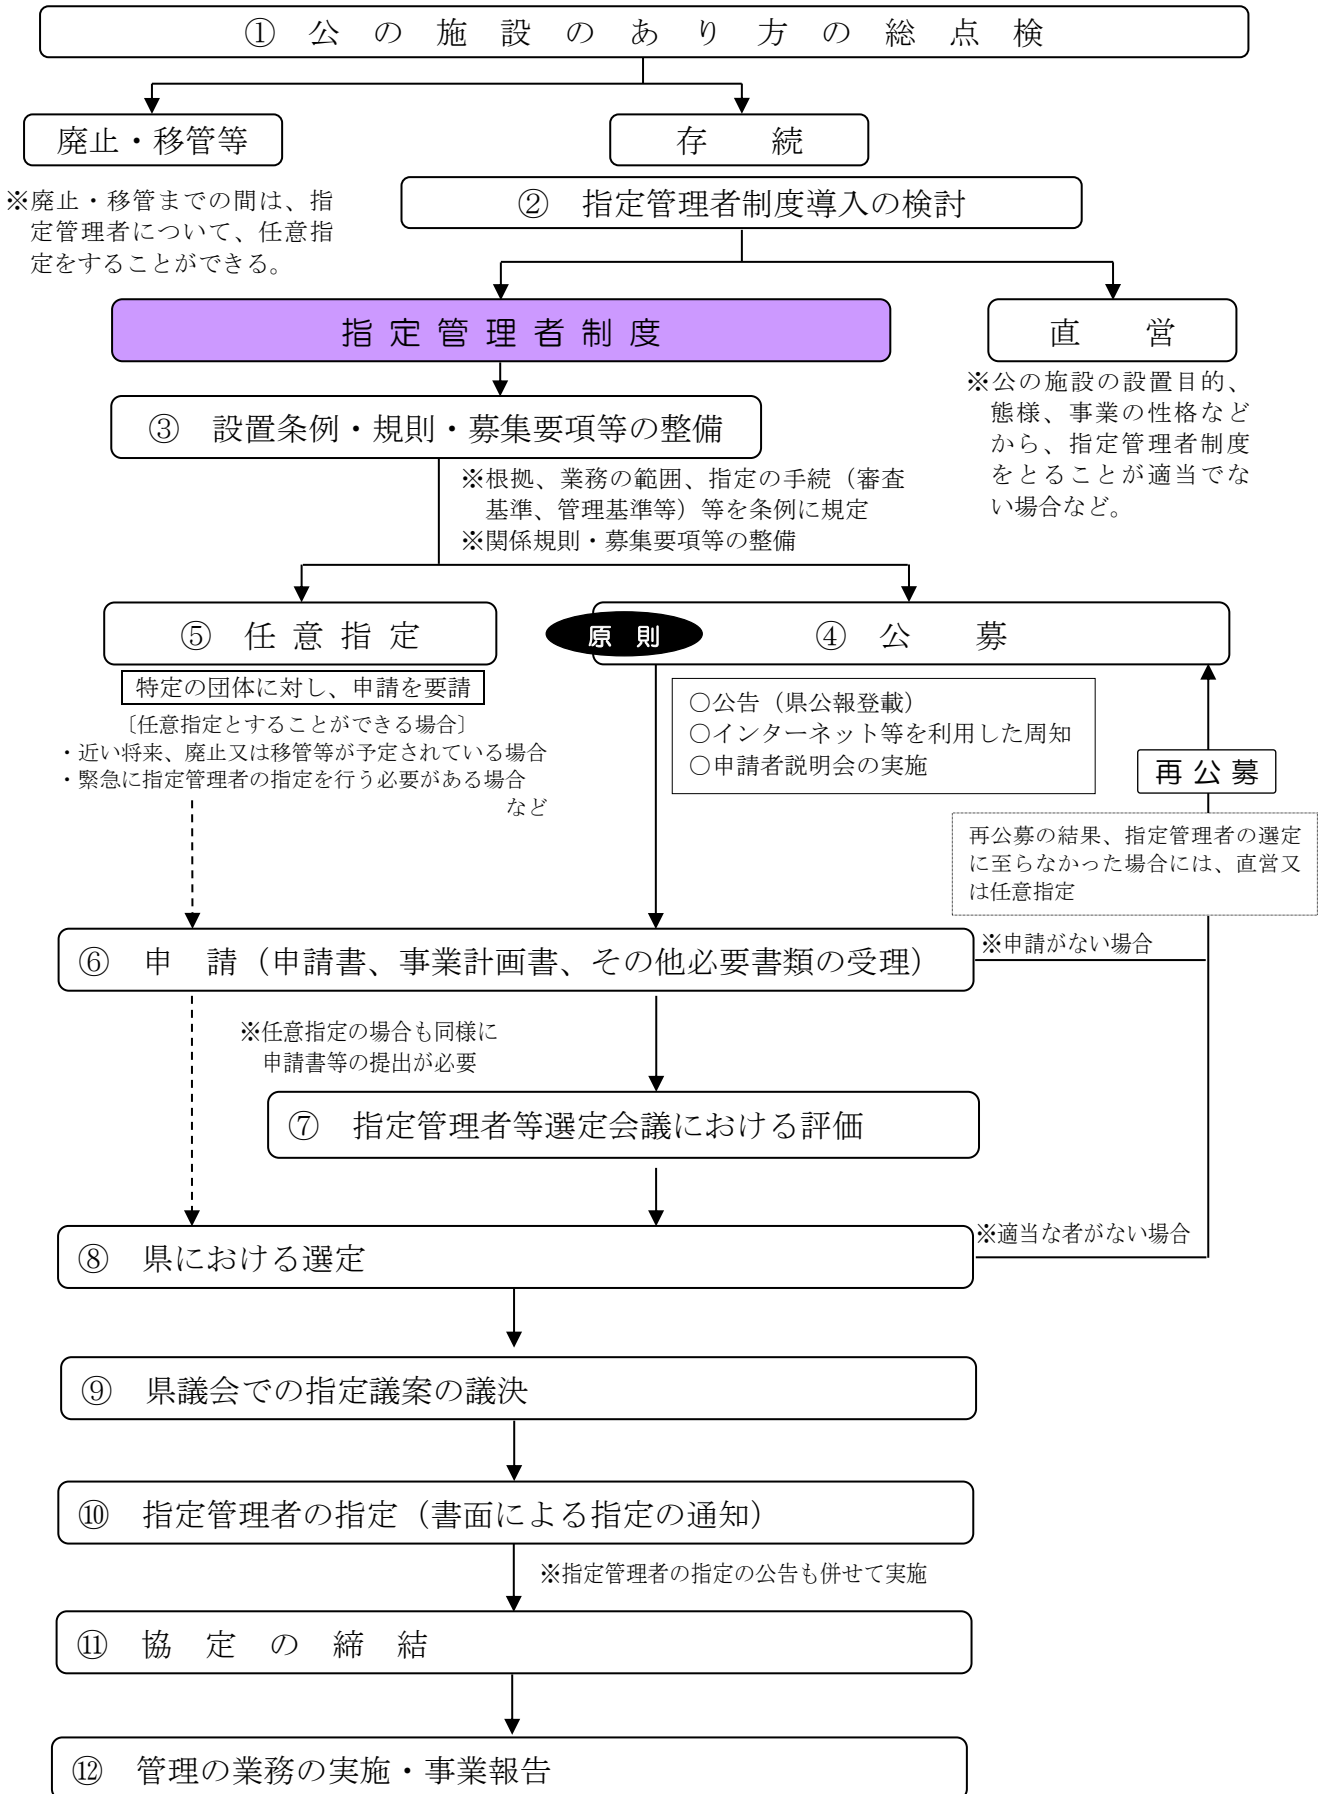 ① 公の施設のあり方の総点検
廃止・移管等
存 続
※廃止・移管までの間は、指
定管理者について、任意指
定をすることができる。
② 指定管理者制度導入の検討
指定管理者制度
直 営
※公の施設の設置目的、
態様、事業の性格など
から、指定管理者制度
をとることが適当でな
い場合など。
③ 設置条例・規則・募集要項等の整備
※根拠、業務の範囲、指定の手続（審査
基準、管理基準等）等を条例に規定
※関係規則・募集要項等の整備
⑤ 任意指定
原則
④ 公 募
特定の団体に対し、申請を要請
〔任意指定とすることができる場合〕
・近い将来、廃止又は移管等が予定されている場合
・緊急に指定管理者の指定を行う必要がある場合
など
○公告（県公報登載）
○インターネット等を利用した周知
○申請者説明会の実施
再公募
再公募の結果、指定管理者の選定
に至らなかった場合には、直営又
は任意指定
⑥ 申 請（申請書、事業計画書、その他必要書類の受理）
※申請がない場合
※任意指定の場合も同様に
申請書等の提出が必要
⑦ 指定管理者等選定会議における評価
⑧ 県における選定
※適当な者がない場合
⑨ 県議会での指定議案の議決
⑩ 指定管理者の指定（書面による指定の通知）
※指定管理者の指定の公告も併せて実施
⑪ 協定の締結
⑫ 管理の業務の実施・事業報告